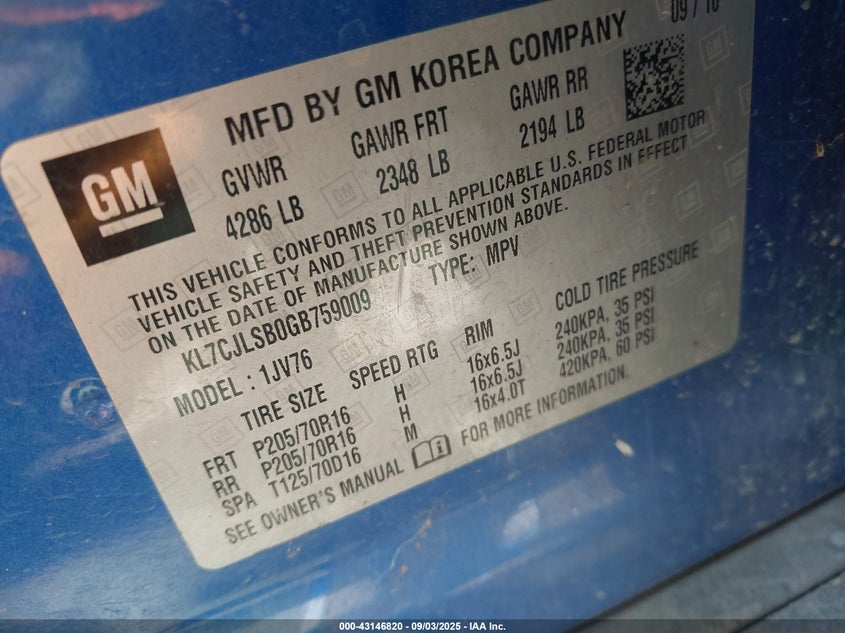 09 / 16
MFD BY GM KOREA COMPANY
GM
GVWR GAWR FRT GAWR RR
4286 LB 2348 LB 2194 LB
THIS VEHICLE CONFORMS TO ALL APPLICABLE U.S. FEDERAL MOTOR
VEHICLE SAFETY AND THEFT PREVENTION STANDARDS IN EFFECT
ON THE DATE OF MANUFACTURE SHOWN ABOVE.
KL7CJLSB0GB759009 TYPE: MPV
MODEL : 1JV76
TIRE SIZE SPEED RTG RIM COLD TIRE PRESSURE
FRT P205/70R16 H 16x6.5J 240KPA, 35 PSI
RR P205/70R16 H 16x6.5J 240KPA, 35 PSI
SPA T125/70D16 M 16x4.0T 420KPA, 60 PSI
SEE OWNER'S MANUAL FOR MORE INFORMATION.
000-43146820 - 09/03/2025 - IAA Inc.